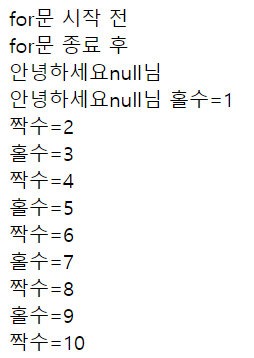 for문 시작 전
for문 종료 후
안녕하세요null님
안녕하세요null님 홀수=1
짝수=2
홀수=3
짝수=4
홀수=5
짝수=6
홀수=7
짝수=8
홀수=9
짝수=10